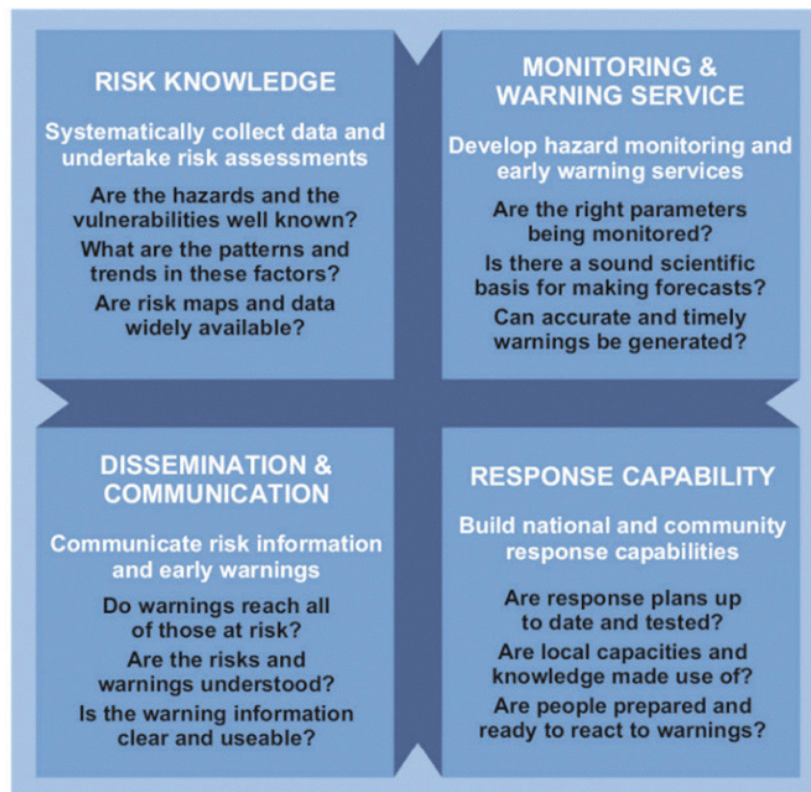 RISK KNOWLEDGE
Systematically collect data and
undertake risk assessments
Are the hazards and the
vulnerabilities well known?
What are the patterns and
trends in these factors?
Are risk maps and data
widely available?
MONITORING &
WARNING SERVICE
Develop hazard monitoring and
early warning services
Are the right parameters
being monitored?
Is there a sound scientific
basis for making forecasts?
Can accurate and timely
warnings be generated?
DISSEMINATION &
COMMUNICATION
Communicate risk information
and early warnings
Do warnings reach all
of those at risk?
Are the risks and
warnings understood?
Is the warning information
clear and useable?
RESPONSE CAPABILITY
Build national and community
response capabilities
Are response plans up
to date and tested?
Are local capacities and
knowledge made use of?
Are people prepared and
ready to react to warnings?